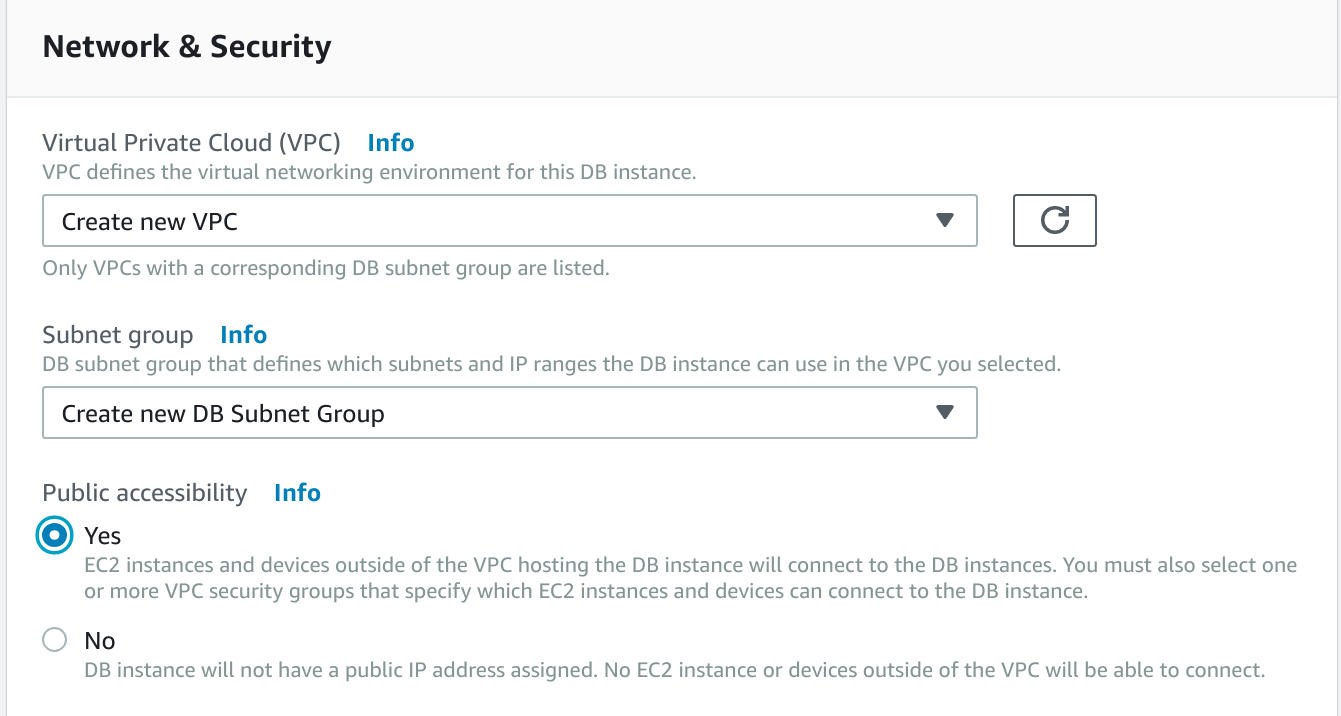 Network & Security
Virtual Private Cloud (VPC) Info
VPC defines the virtual networking environment for this DB instance.
Create new VPC
Only VPCs with a corresponding DB subnet group are listed.
Subnet group Info
DB subnet group that defines which subnets and IP ranges the DB instance can use in the VPC you selected.
Create new DB Subnet Group
Public accessibility Info
Yes
EC2 instances and devices outside of the VPC hosting the DB instance will connect to the DB instances. You must also select one
or more VPC security groups that specify which EC2 instances and devices can connect to the DB instance.
No
DB instance will not have a public IP address assigned. No EC2 instance or devices outside of the VPC will be able to connect.